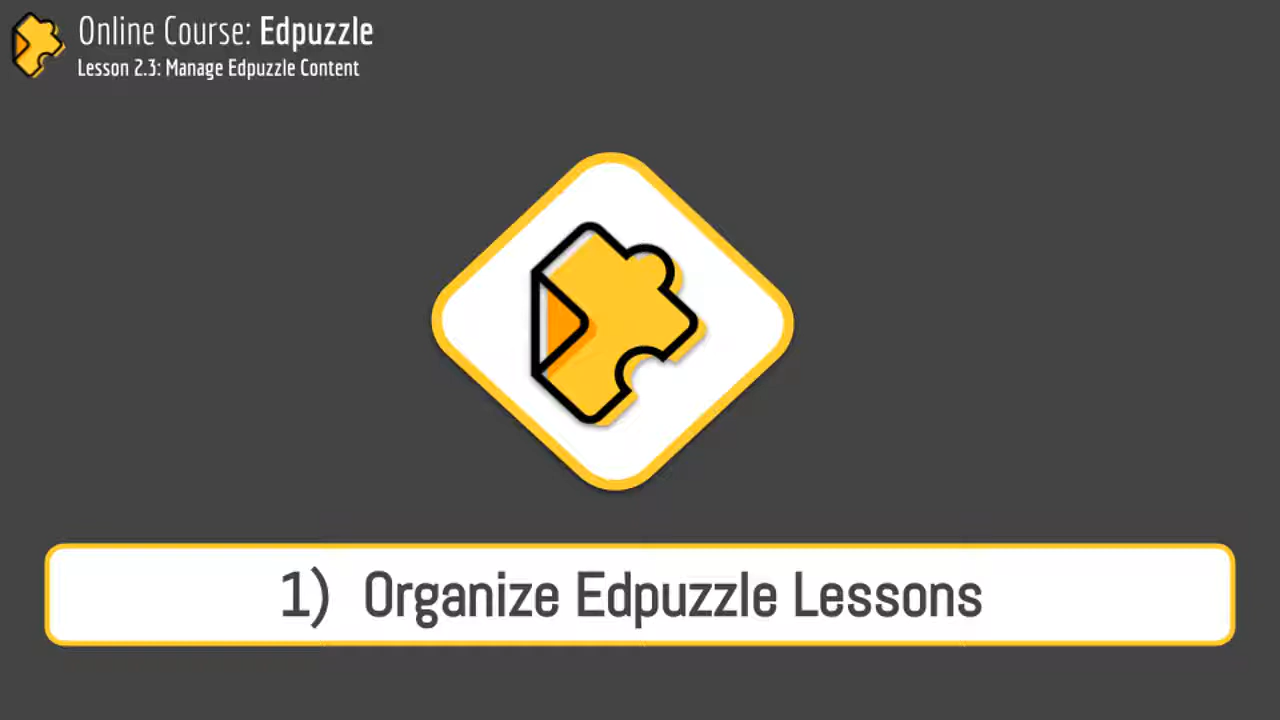 Online Course: Edpuzzle
Lesson 2.3: Manage Edpuzzle Content
1) Organize Edpuzzle Lessons